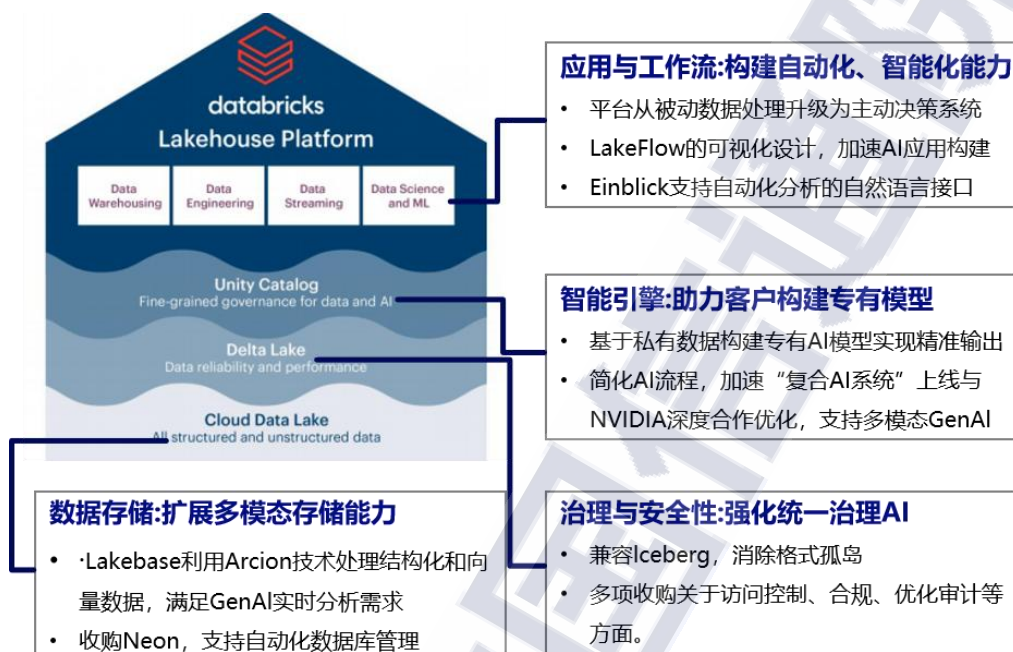 databricks
Lakehouse Platform
Data Warehousing
Data Engineering
Data Streaming
Data Science and ML
Unity Catalog
Fine-grained governance for data and AI
Delta Lake
Data reliability and performance
Cloud Data Lake
All structured and unstructured data
应用与工作流:构建自动化、智能化能力
• 平台从被动数据处理升级为主动决策系统
• LakeFlow的可视化设计，加速AI应用构建
• Einblick支持自动化分析的自然语言接口
智能引擎:助力客户构建专有模型
• 基于私有数据构建专有AI模型实现精准输出
• 简化AI流程，加速“复合AI系统”上线与
NVIDIA深度合作优化，支持多模态GenAI
数据存储:扩展多模态存储能力
• ·Lakebase利用Arcion技术处理结构化和向
量数据，满足GenAI实时分析需求
• 收购Neon，支持自动化数据库管理
治理与安全性:强化统一治理AI
• 兼容Iceberg，消除格式孤岛
• 多项收购关于访问控制、合规、优化审计等
方面。